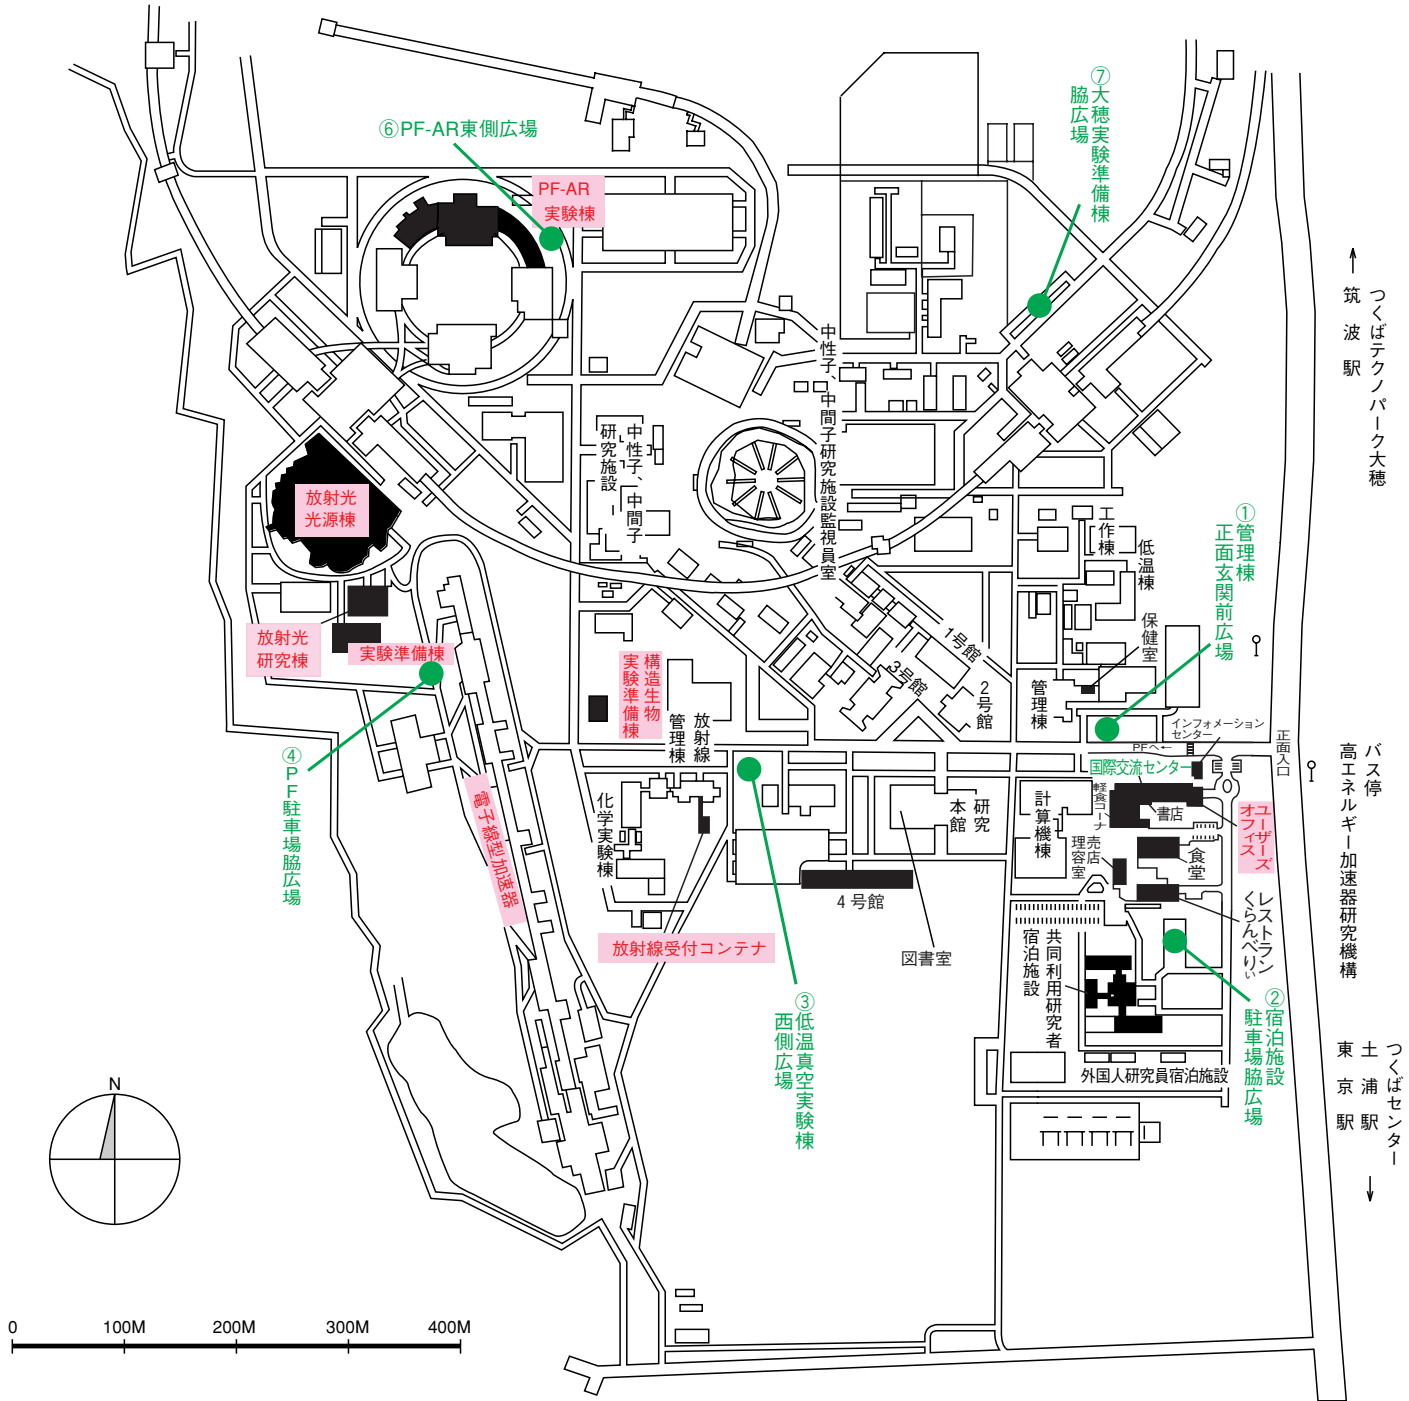 ⑥PF-AR東側広場
⑦大穂実験準備棟
脇広場
PF-AR
実験棟
つくばテクノパーク大穂
筑波駅
中性子、中間子研究施設監視員室
中性子、中間子
研究施設
放射光
光源棟
①管理棟
正面玄関前広場
工作棟
低温棟
保健室
放射光
研究棟
実験準備棟
構造生物
実験準備棟
放射線
管理棟
1号館
3号館
2号館
管理棟
インフォメーション
センター
PFへ←
正面入口
国際交流センター
軽食コーナ
書店
ユーザーズ
オフィス
バス停
高エネルギー加速器研究機構
④PF駐車場脇広場
電子線型加速器
化学実験棟
研究
本館
計算機棟
売店
理容室
食堂
4号館
レストラン
くらんべりぃ
放射線受付コンテナ
図書室
共同利用研究者
宿泊施設
③低温真空実験棟
西側広場
②宿泊施設
駐車場脇広場
外国人研究員宿泊施設
つくばセンター
土浦駅
東京駅
N
0 100M 200M 300M 400M